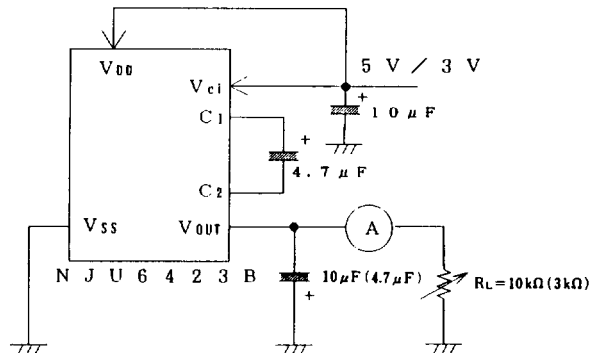 VDD
5 V / 3 V
Vci
+
10 μF
C1
+
4.7 μF
C2
VSS
VOUT
A
N J U 6 4 2 3 B
10μF(4.7μF)
+
RL=10kΩ(3kΩ)